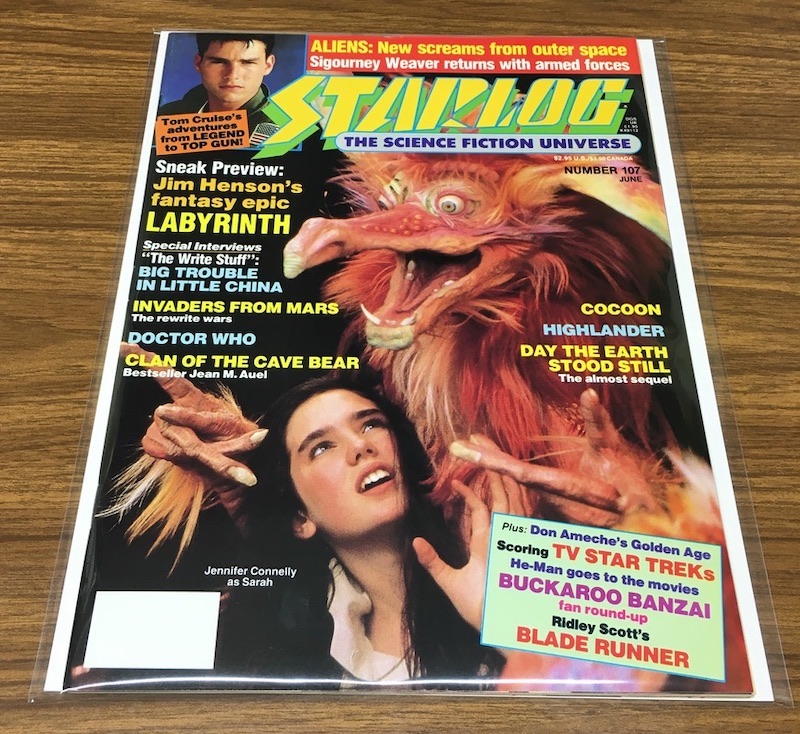 ALIENS: New screams from outer space
Sigourney Weaver returns with armed forces
Tom Cruise's
adventures
from LEGEND
to TOP GUN!
STARLOG
THE SCIENCE FICTION UNIVERSE
$2.95 U.S./$3.50 CANADA
NUMBER 107
JUNE
Sneak Preview:
Jim Henson's
fantasy epic
LABYRINTH
Special Interviews
"The Write Stuff":
BIG TROUBLE
IN LITTLE CHINA
INVADERS FROM MARS
The rewrite wars
DOCTOR WHO
CLAN OF THE CAVE BEAR
Bestseller Jean M. Auel
COCOON
HIGHLANDER
DAY THE EARTH
STOOD STILL
The almost sequel
Jennifer Connelly
as Sarah
Plus: Don Ameche's Golden Age
Scoring TV STAR TREKs
He-Man goes to the movies
BUCKAROO BANZAI
fan round-up
Ridley Scott's
BLADE RUNNER